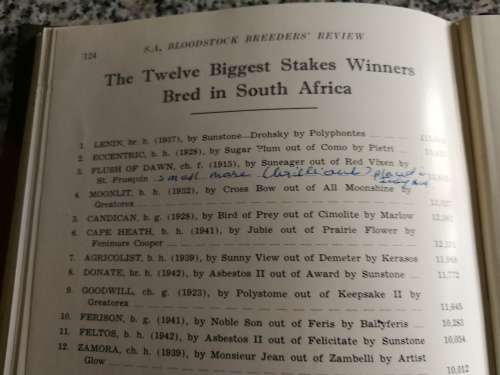 124
S.A. BLOODSTOCK BREEDERS' REVIEW
The Twelve Biggest Stakes Winners
Bred in South Africa
1. LENIN, br. h. (1937), by Sunstone—Drohsky by Polyphontes
2. ECCENTRIC, b. h. (1928), by Sugar Plum out of Como by Pietri
3. FLUSH OF DAWN, ch. f. (1915), by Suneager out of Red Vixen by
St. Frusquin small mare (brilliant) placed
4. MOONLIT, b. h. (1932), by Cross Bow out of All Moonshine by
Greatorex
5. CANDICAN, b. g. (1928), by Bird of Prey out of Cimolite by Marlow
6. CAPE HEATH, b. h. (1941), by Jubie out of Prairie Flower by
Fenimore Cooper
7. AGRICOLIST, b. h. (1939), by Sunny View out of Demeter by Kerasos
8. DONATE, br. h. (1942), by Asbestos II out of Award by Sunstone 11,772
9. GOODWILL, ch. g. (1923), by Polystome out of Keepsake II by
Greatorex 11,645
10. FERISON, b. g. (1941), by Noble Son out of Feris by Ballyferis 10,283
11. FELTOS, b. h. (1942), by Asbestos II out of Felicitate by Sunstone 10,054
12. ZAMORA, ch. h. (1939), by Monsieur Jean out of Zambelli by Artist
Glow 10,012